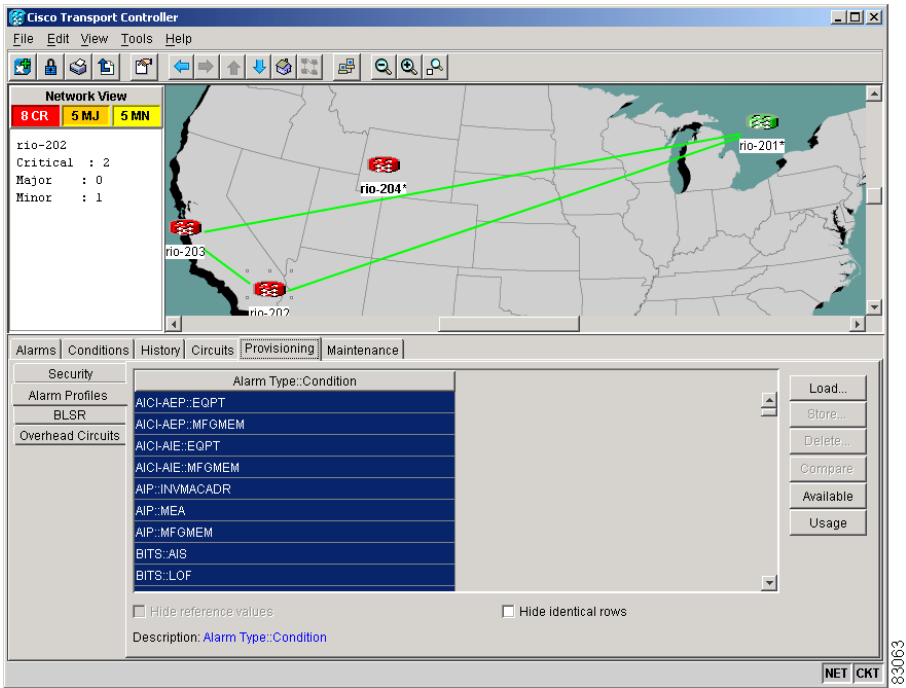 Cisco Transport Controller
File Edit View Tools Help
Network View
8 CR 5 MJ 5 MN
rio-202
Critical : 2
Major : 0
Minor : 1
rio-201*
rio-204*
rio-203
rio-202
Alarms Conditions History Circuits Provisioning Maintenance
Security
Alarm Profiles
BLSR
Overhead Circuits
Alarm Type::Condition
AICI-AEP::EQPT
AICI-AEP::MFGMEM
AICI-AIE::EQPT
AICI-AIE::MFGMEM
AIP::INVMACADR
AIP::MEA
AIP::MFGMEM
BITS::AIS
BITS::LOF
Load...
Store...
Delete...
Compare
Available
Usage
Hide reference values
Hide identical rows
Description: Alarm Type::Condition
NET CKT
83063